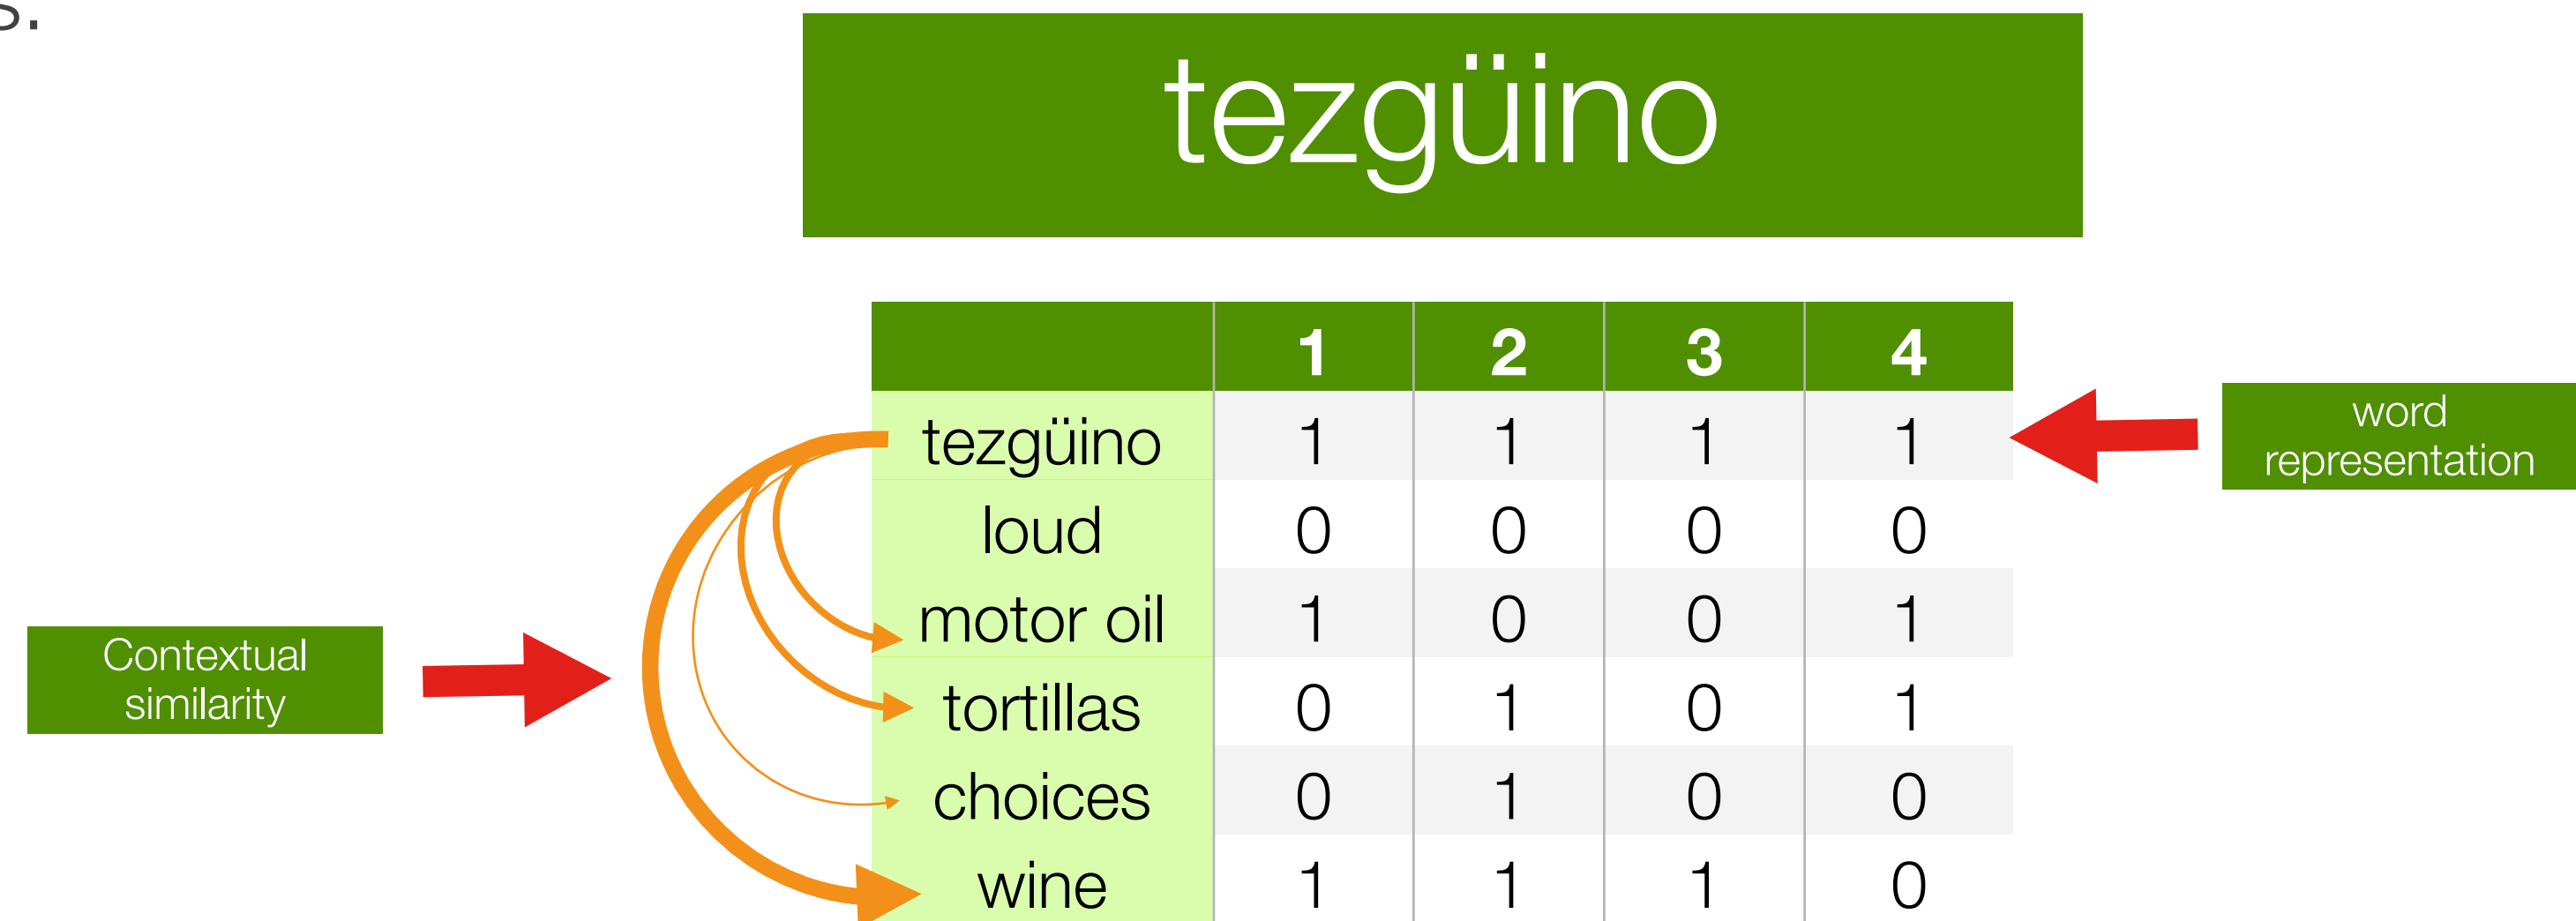 s.
tezgüino
1 2 3 4
tezgüino 1 1 1 1
word
representation
loud 0 0 0 0
motor oil 1 0 0 1
Contextual
similarity
tortillas 0 1 0 1
choices 0 1 0 0
wine 1 1 1 0